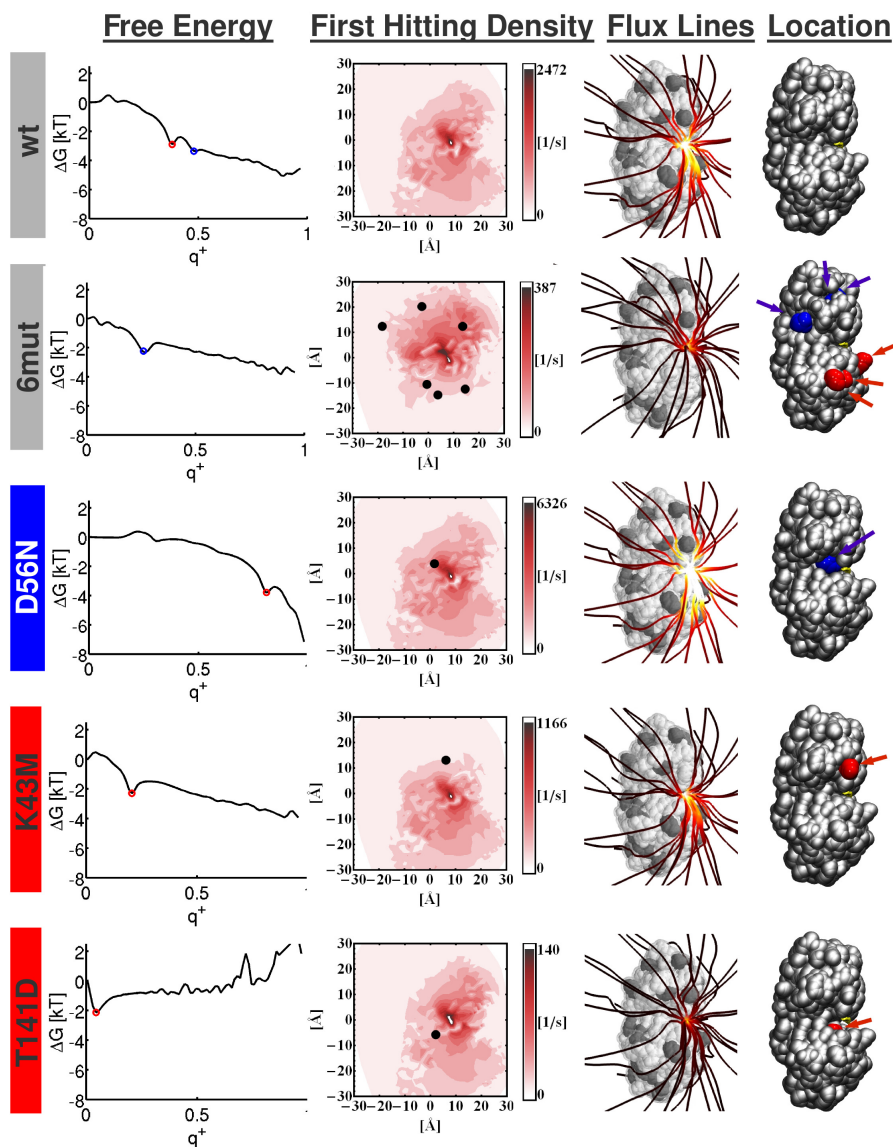 Free Energy First Hitting Density Flux Lines Location
wt
ΔG [kT]
2
0
-2
-4
-6
-8
0 0.5 1
q⁺
30
20
10
0
10
20
30
−30−20−10 0 10 20 30
[Å]
2472
[1/s]
0
6mut
ΔG [kT]
2
0
-2
-4
-6
-8
0 0.5 1
q⁺
[Å]
30
20
10
0
−10
−20
−30
−30−20−10 0 10 20 30
[Å]
387
[1/s]
0
D56N
ΔG [kT]
2
0
-2
-4
-6
-8
0 0.5 1
q⁺
[Å]
30
20
10
0
−10
−20
−30
−30−20−10 0 10 20 30
[Å]
6326
[1/s]
0
K43M
ΔG [kT]
2
0
-2
-4
-6
-8
0 0.5 1
q⁺
[Å]
30
20
10
0
−10
−20
−30
−30−20−10 0 10 20 30
[Å]
1166
[1/s]
0
T141D
ΔG [kT]
2
0
-2
-4
-6
-8
0 0.5 1
q⁺
[Å]
30
20
10
0
−10
−20
−30
−30−20−10 0 10 20 30
[Å]
140
[1/s]
0